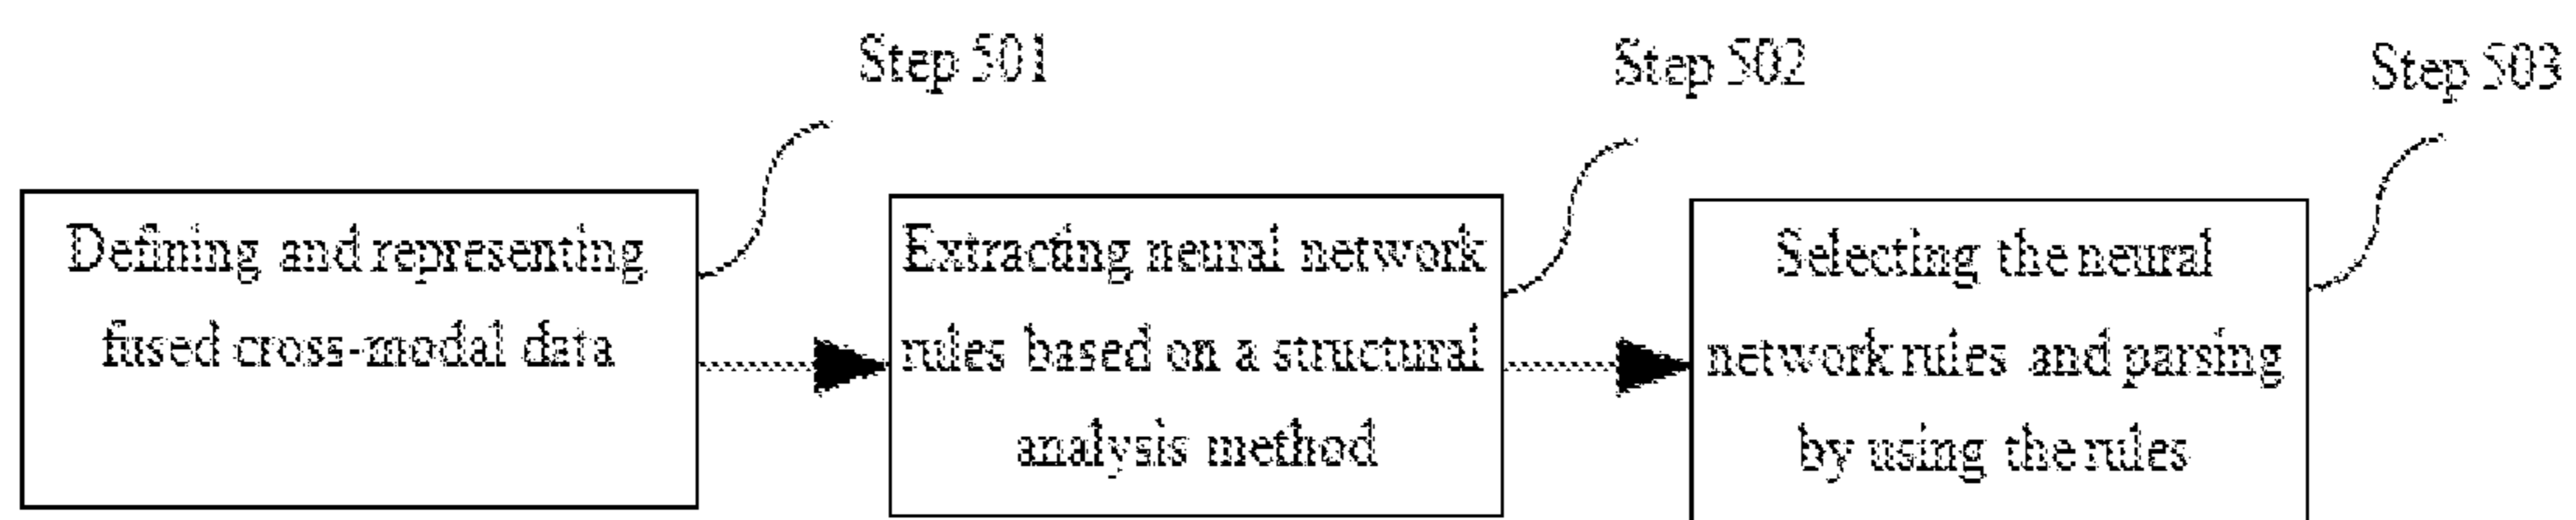 Step 501
Step 502
Step 503
Defining and representing
fused cross-modal data
Extracting neural network
rules based on a structural
analysis method
Selecting the neural
network rules and parsing
by using the rules